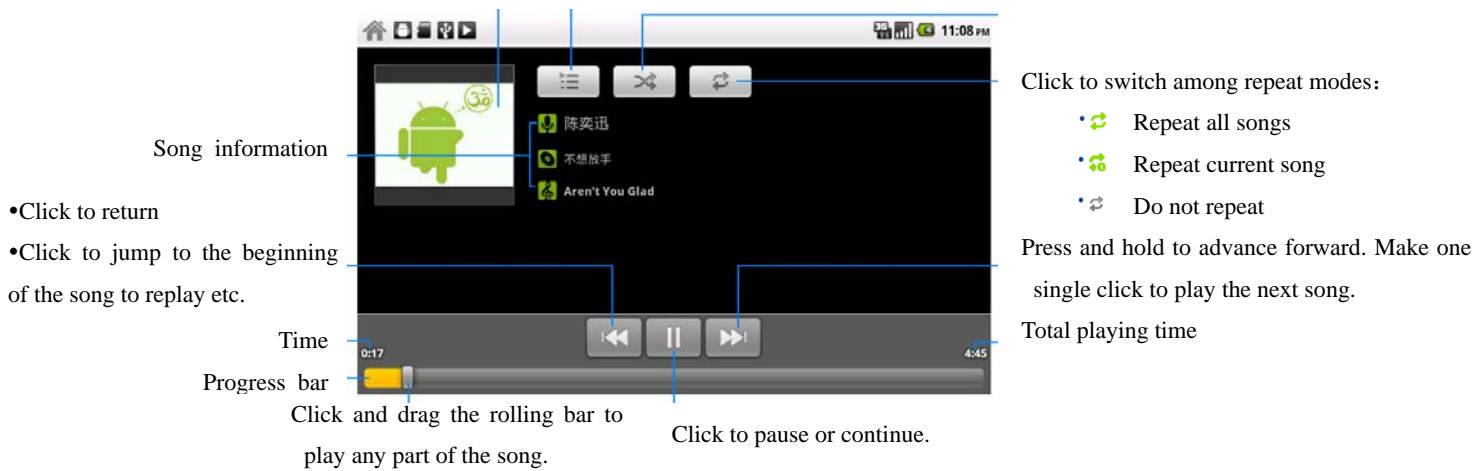 11:08 PM
陈奕迅
不想放手
Aren't You Glad
Song information
•Click to return
•Click to jump to the beginning
of the song to replay etc.
Click to switch among repeat modes：
• Repeat all songs
• Repeat current song
• Do not repeat
Press and hold to advance forward. Make one
single click to play the next song.
Time
0:17
4:45
Total playing time
Progress bar
Click and drag the rolling bar to
play any part of the song.
Click to pause or continue.